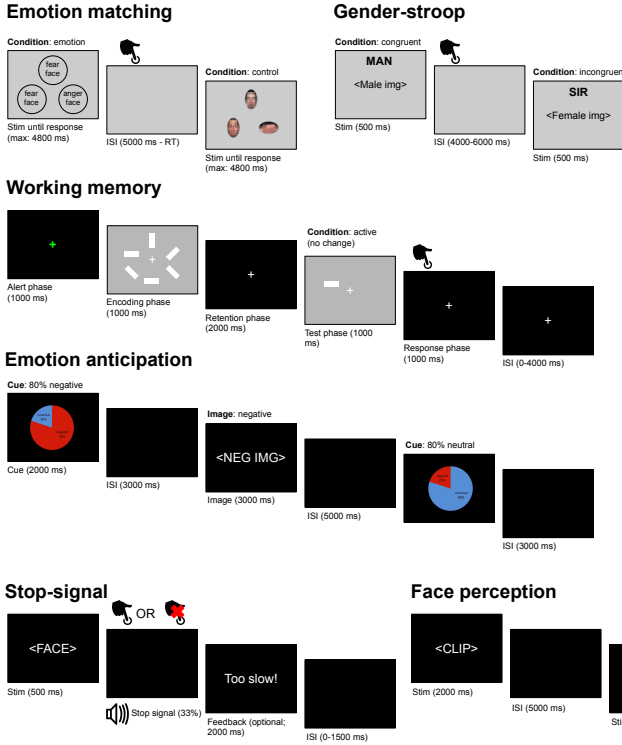 Emotion matching
Condition: emotion
fear
face
fear
face
anger
face
Stim until response
(max: 4800 ms)
ISI (5000 ms - RT)
Condition: control
Stim until response
(max: 4800 ms)
Gender-stroop
Condition: congruent
MAN
<Male img>
Stim (500 ms)
ISI (4000-6000 ms)
Condition: incongruent
SIR
<Female img>
Stim (500 ms)
Working memory
Alert phase
(1000 ms)
Encoding phase
(1000 ms)
Retention phase
(2000 ms)
Condition: active
(no change)
Test phase (1000
ms)
Response phase
(1000 ms)
ISI (0-4000 ms)
Emotion anticipation
Cue: 80% negative
Cue (2000 ms)
ISI (3000 ms)
Image: negative
<NEG IMG>
Image (3000 ms)
ISI (5000 ms)
Cue: 80% neutral
ISI (3000 ms)
Stop-signal
<FACE>
Stim (500 ms)
OR
Stop signal (33%)
Too slow!
Feedback (optional;
2000 ms)
ISI (0-1500 ms)
Face perception
<CLIP>
Stim (2000 ms)
ISI (5000 ms)